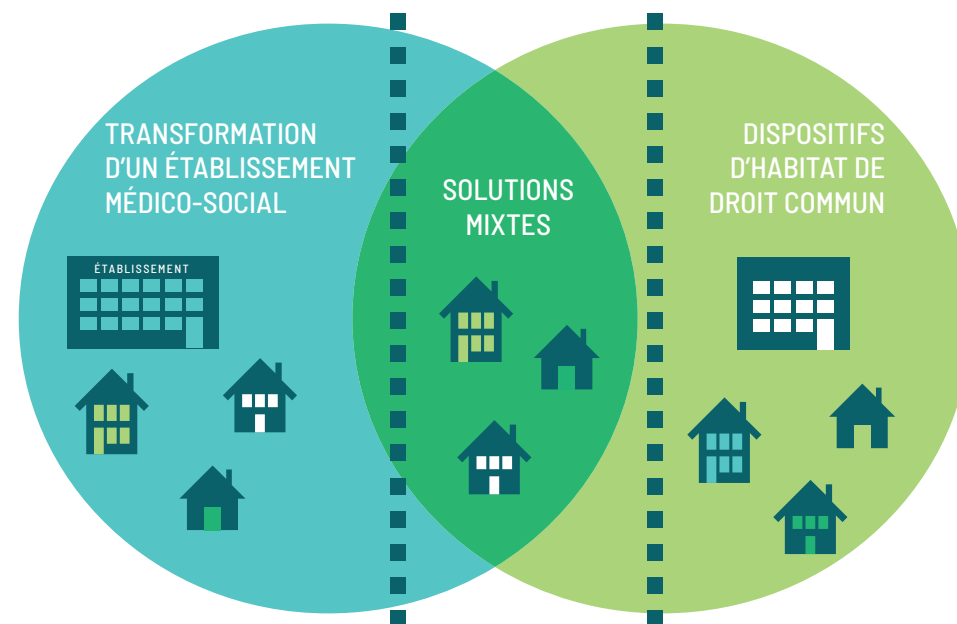 TRANSFORMATION
D'UN ÉTABLISSEMENT
MÉDICO-SOCIAL
ÉTABLISSEMENT
SOLUTIONS
MIXTES
DISPOSITIFS
D'HABITAT DE
DROIT COMMUN